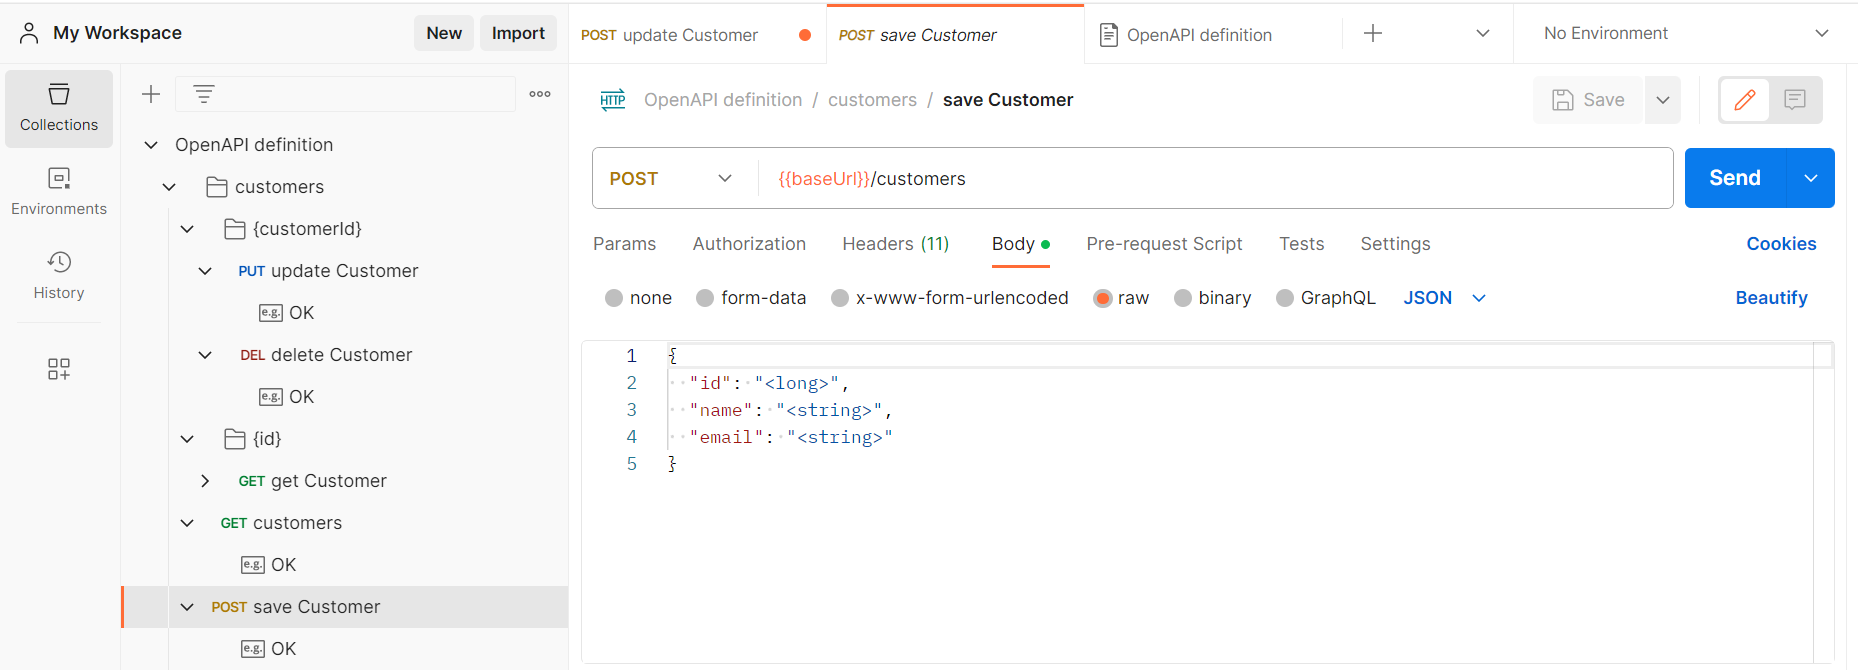 My Workspace
New
Import
POST update Customer
POST save Customer
OpenAPI definition
No Environment
Collections
Environments
History
OpenAPI definition
customers
{customerId}
PUT update Customer
e.g. OK
DEL delete Customer
e.g. OK
{id}
GET get Customer
GET customers
e.g. OK
POST save Customer
e.g. OK
HTTP OpenAPI definition / customers / save Customer
Save
POST {{baseUrl}}/customers
Send
Params Authorization Headers (11) Body Pre-request Script Tests Settings Cookies
none form-data x-www-form-urlencoded raw binary GraphQL JSON Beautify
1 {
2 "id": "<long>",
3 "name": "<string>",
4 "email": "<string>"
5 }